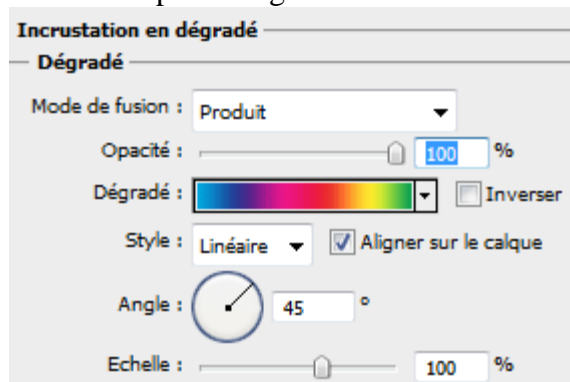 Incrustation en dégradé
Dégradé
Mode de fusion : Produit
Opacité : 100 %
Dégradé : Inverser
Style : Linéaire Aligner sur le calque
Angle : 45 °
Echelle : 100 %